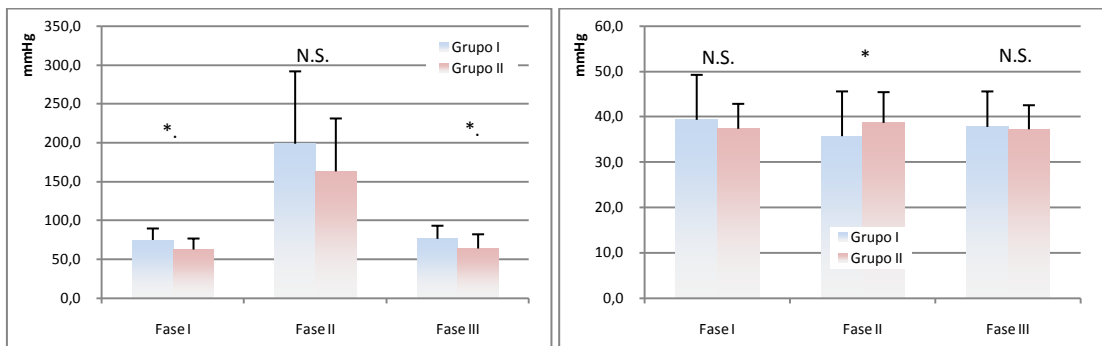 mmHg
350,0
300,0
250,0
200,0
150,0
100,0
50,0
0,0
N.S.
*.
*.
Grupo I
Grupo II
Fase I
Fase II
Fase III
mmHg
60,0
50,0
40,0
30,0
20,0
10,0
0,0
N.S.
*
N.S.
Grupo I
Grupo II
Fase I
Fase II
Fase III